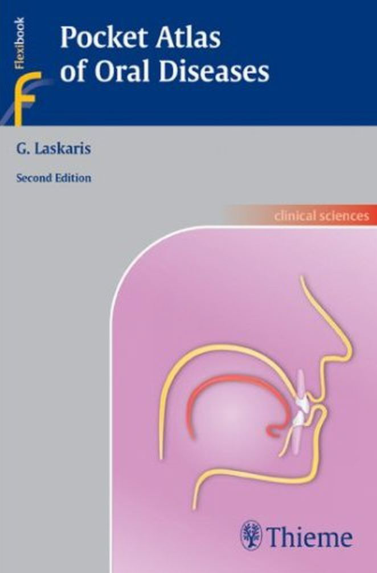 Flexibook
Pocket Atlas
of Oral Diseases
G. Laskaris
Second Edition
clinical sciences
Thieme